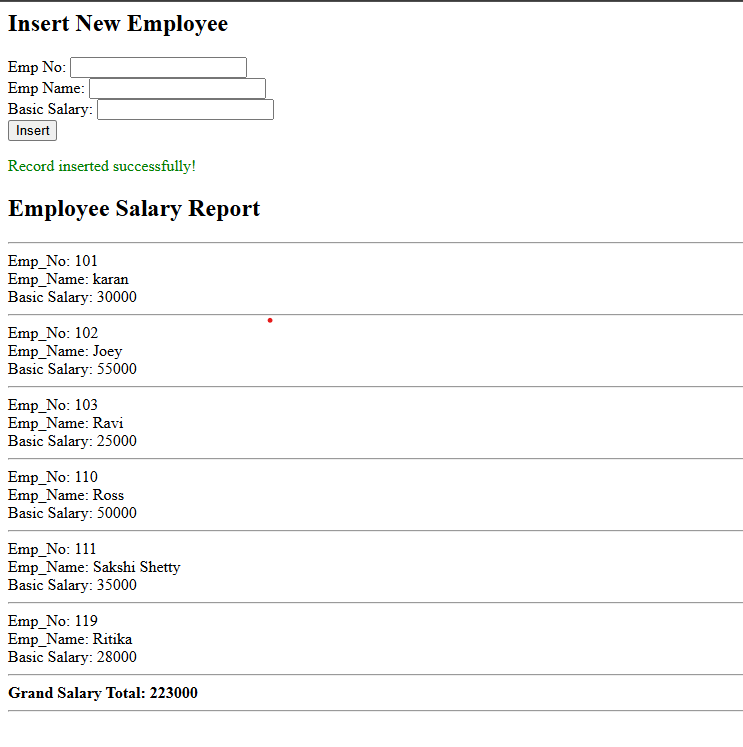 Insert New Employee
Emp No:
Emp Name:
Basic Salary:
Insert
Record inserted successfully!
Employee Salary Report
Emp_No: 101
Emp_Name: karan
Basic Salary: 30000
Emp_No: 102
Emp_Name: Joey
Basic Salary: 55000
Emp_No: 103
Emp_Name: Ravi
Basic Salary: 25000
Emp_No: 110
Emp_Name: Ross
Basic Salary: 50000
Emp_No: 111
Emp_Name: Sakshi Shetty
Basic Salary: 35000
Emp_No: 119
Emp_Name: Ritika
Basic Salary: 28000
Grand Salary Total: 223000